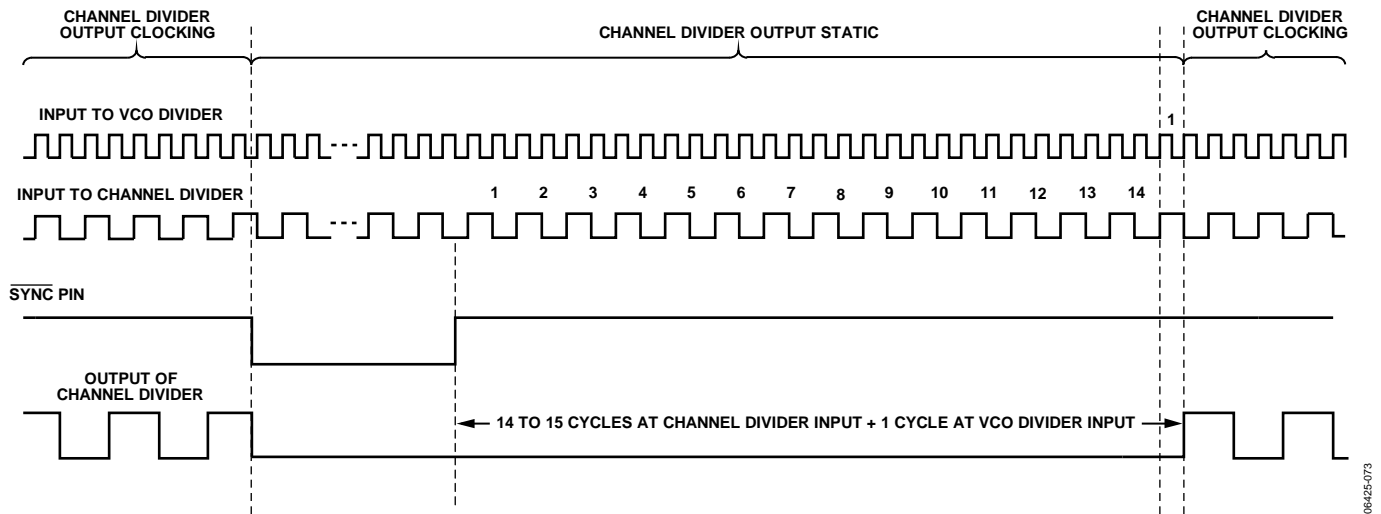 CHANNEL DIVIDER
OUTPUT CLOCKING
CHANNEL DIVIDER OUTPUT STATIC
CHANNEL DIVIDER
OUTPUT CLOCKING
INPUT TO VCO DIVIDER
1
INPUT TO CHANNEL DIVIDER
1 2 3 4 5 6 7 8 9 10 11 12 13 14
SYNC PIN
OUTPUT OF
CHANNEL DIVIDER
14 TO 15 CYCLES AT CHANNEL DIVIDER INPUT + 1 CYCLE AT VCO DIVIDER INPUT
06425-073